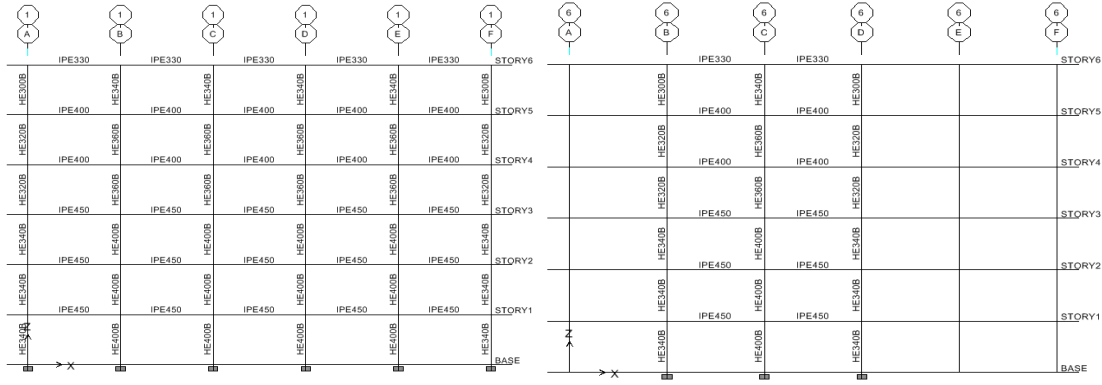 1 1 1 1 1 1
A B C D E F
IPE330 IPE330 IPE330 IPE330 IPE330 STORY6
HE300B HE340B HE340B HE340B HE340B HE300B
IPE400 IPE400 IPE400 IPE400 IPE400 STORY5
HE320B HE360B HE360B HE360B HE360B HE320B
IPE400 IPE400 IPE400 IPE400 IPE400 STORY4
HE320B HE360B HE360B HE360B HE360B HE320B
IPE450 IPE450 IPE450 IPE450 IPE450 STORY3
HE340B HE400B HE400B HE400B HE400B HE340B
IPE450 IPE450 IPE450 IPE450 IPE450 STORY2
HE340B HE400B HE400B HE400B HE400B HE340B
IPE450 IPE450 IPE450 IPE450 IPE450 STORY1
HE340B HE400B HE400B HE400B HE400B HE340B
Z
X
BASE
6 6 6 6 6 6
A B C D E F
IPE330 IPE330 STORY6
HE300B HE340B HE300B
IPE400 IPE400 STORY5
HE320B HE360B HE320B
IPE400 IPE400 STORY4
HE320B HE360B HE320B
IPE450 IPE450 STORY3
HE340B HE400B HE340B
IPE450 IPE450 STORY2
HE340B HE400B HE340B
IPE450 IPE450 STORY1
HE340B HE400B HE340B
Z
X
BASE